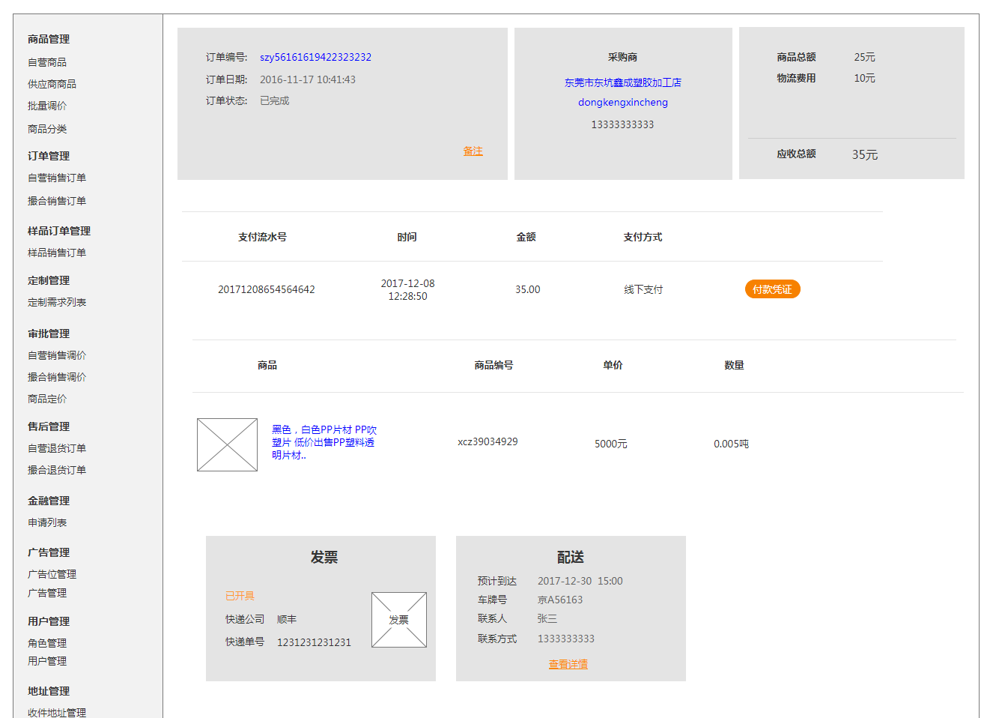 商品管理
自营商品
供应商商品
批量调价
商品分类
订单管理
自营销售订单
撮合销售订单
样品订单管理
样品销售订单
定制管理
定制需求列表
审批管理
自营销售调价
撮合销售调价
商品定价
售后管理
自营退货订单
撮合退货订单
金融管理
申请列表
广告管理
广告位管理
广告管理
用户管理
角色管理
用户管理
地址管理
收件地址管理
订单编号: szy56161619422323232
订单日期: 2016-11-17 10:41:43
订单状态: 已完成
备注
采购商
东莞市东坑鑫成塑胶加工店
dongkengxincheng
13333333333
商品总额 25元
物流费用 10元
应收总额 35元
支付流水号 时间 金额 支付方式
20171208654564642 2017-12-08 12:28:50 35.00 线下支付 付款凭证
商品 商品编号 单价 数量
黑色，白色PP片材 PP吹
塑片 低价出售PP塑料透
明片材..
xcz39034929 5000元 0.005吨
发票
已开具
快递公司 顺丰
快递单号 1231231231231
发票
配送
预计到达 2017-12-30 15:00
车牌号 京A56163
联系人 张三
联系方式 1333333333
查看详情